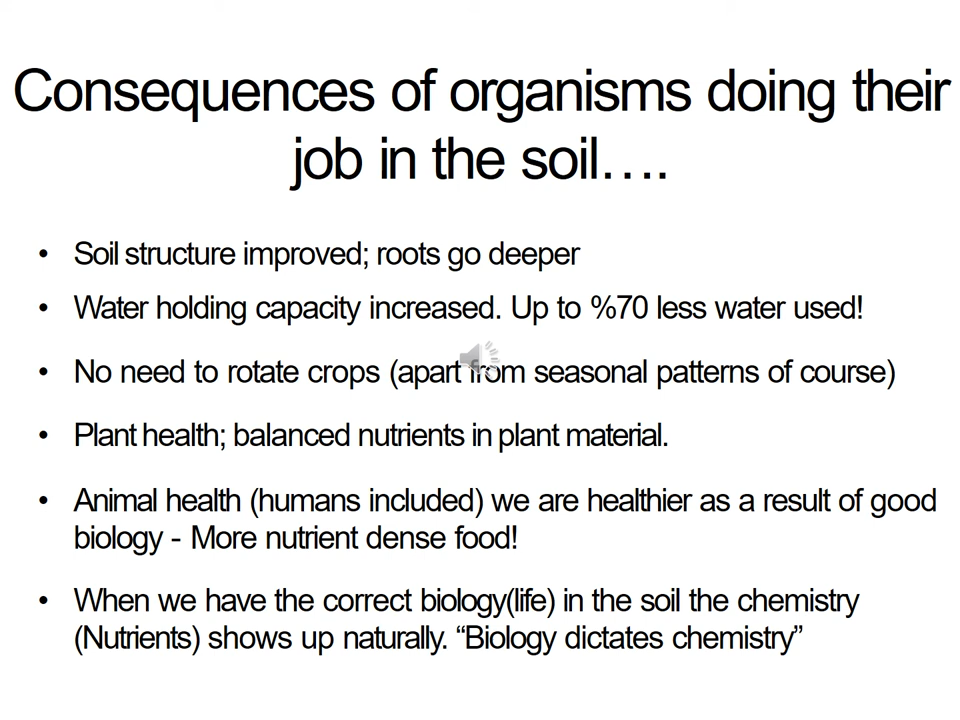 Consequences of organisms doing their
job in the soil….
• Soil structure improved; roots go deeper
• Water holding capacity increased. Up to %70 less water used!
• No need to rotate crops (apart from seasonal patterns of course)
• Plant health; balanced nutrients in plant material.
• Animal health (humans included) we are healthier as a result of good
biology - More nutrient dense food!
• When we have the correct biology(life) in the soil the chemistry
(Nutrients) shows up naturally. “Biology dictates chemistry”